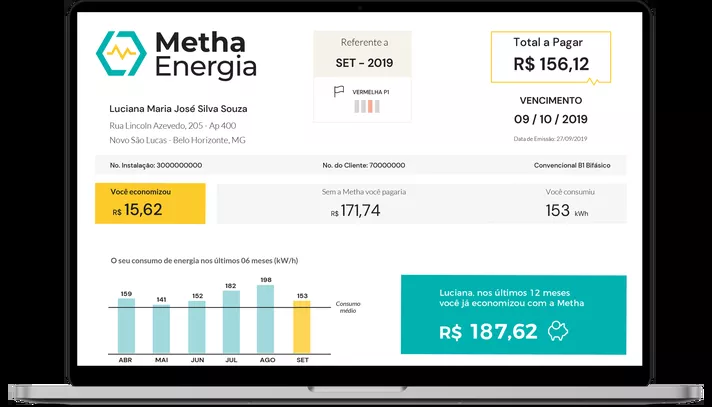 Metha
Energia
Referente a
SET - 2019
VERMELHA P1
Total a Pagar
R$ 156,12
VENCIMENTO
09 / 10 / 2019
Data de Emissão: 27/09/2019
Luciana Maria José Silva Souza
Rua Lincoln Azevedo, 205 - Ap 400
Novo São Lucas - Belo Horizonte, MG
No. Instalação: 3000000000
No. do Cliente: 70000000
Convencional B1 Bifásico
Você economizou
R$ 15,62
Sem a Metha você pagaria
R$ 171,74
Você consumiu
153 kWh
O seu consumo de energia nos últimos 06 meses (kW/h)
159
141
152
182
198
153
Consumo
médio
ABR
MAI
JUN
JUL
AGO
SET
Luciana, nos últimos 12 meses
você já economizou com a Metha
R$ 187,62